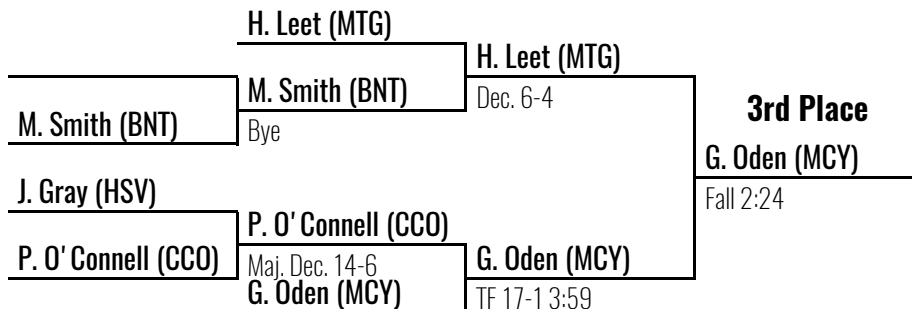 H. Leet (MTG)
H. Leet (MTG)
M. Smith (BNT)
Dec. 6-4
3rd Place
M. Smith (BNT)
Bye
G. Oden (MCY)
J. Gray (HSV)
Fall 2:24
P. O'Connell (CCO)
P. O'Connell (CCO)
Maj. Dec. 14-6
G. Oden (MCY)
G. Oden (MCY)
TF 17-1 3:59